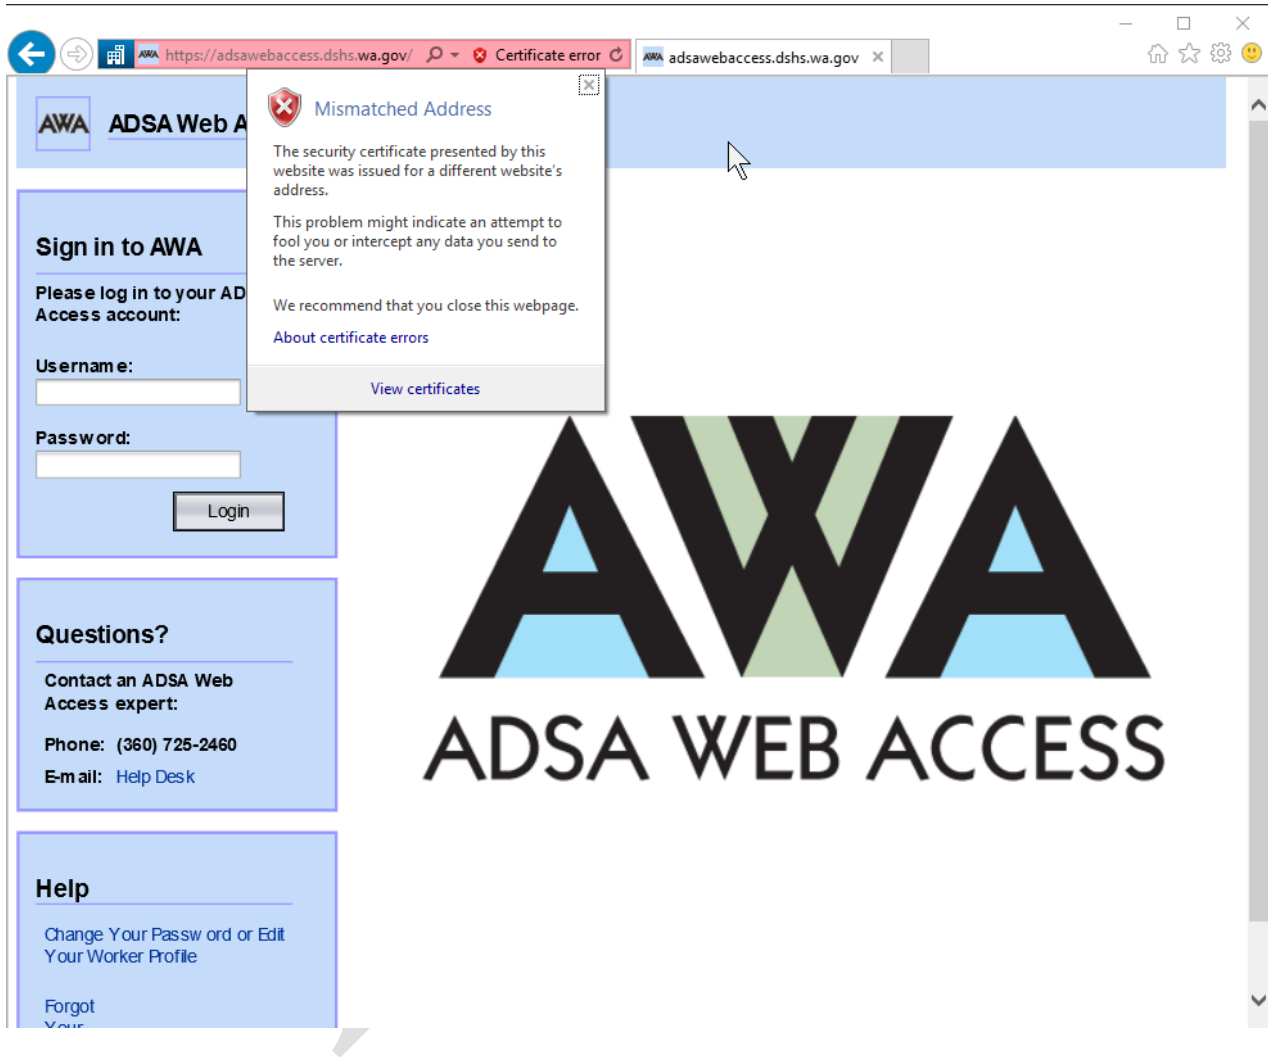 https://adsawebaccess.dshs.wa.gov/
Certificate error
adsawebaccess.dshs.wa.gov
AWA
ADSA Web A
Mismatched Address
The security certificate presented by this
website was issued for a different website's
address.
This problem might indicate an attempt to
fool you or intercept any data you send to
the server.
We recommend that you close this webpage.
About certificate errors
View certificates
Sign in to AWA
Please log in to your AD
Access account:
Username:
Password:
Login
Questions?
Contact an ADSA Web
Access expert:
Phone: (360) 725-2460
E-mail: Help Desk
Help
Change Your Password or Edit
Your Worker Profile
Forgot
Your
AWA
ADSA WEB ACCESS